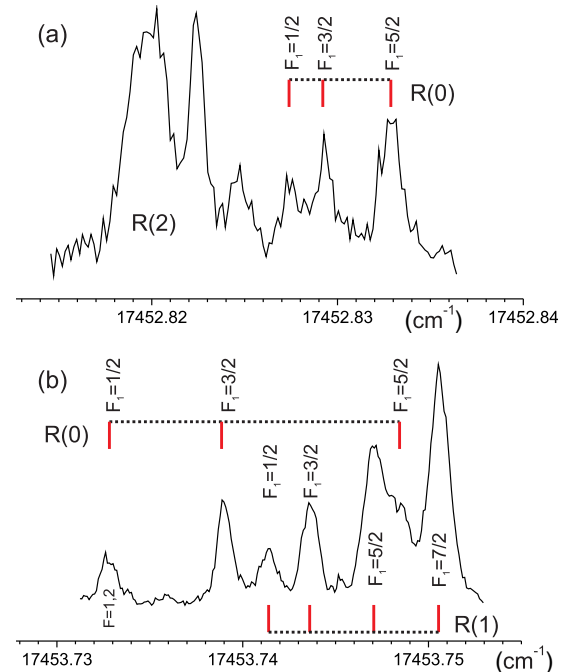 (a)
F₁=1/2
F₁=3/2
F₁=5/2
R(0)
R(2)
17452.82
17452.83
(cm⁻¹)
17452.84
(b)
F₁=1/2
F₁=3/2
F₁=5/2
R(0)
F₁=1/2
F₁=3/2
F₁=5/2
F₁=7/2
F=1,2
R(1)
17453.73
17453.74
(cm⁻¹)
17453.75